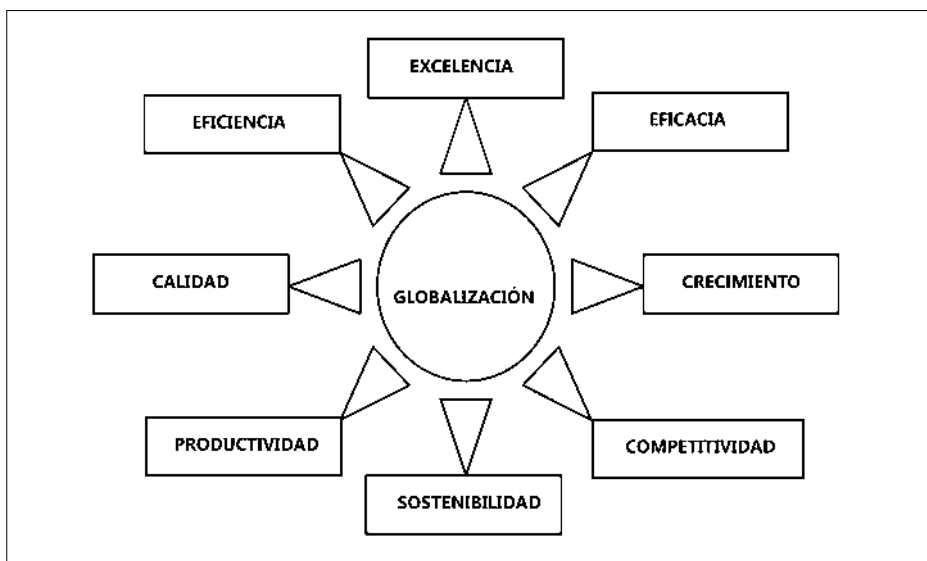 EXCELENCIA
EFICIENCIA
EFICACIA
CALIDAD
GLOBALIZACIÓN
CRECIMIENTO
PRODUCTIVIDAD
COMPETITIVIDAD
SOSTENIBILIDAD